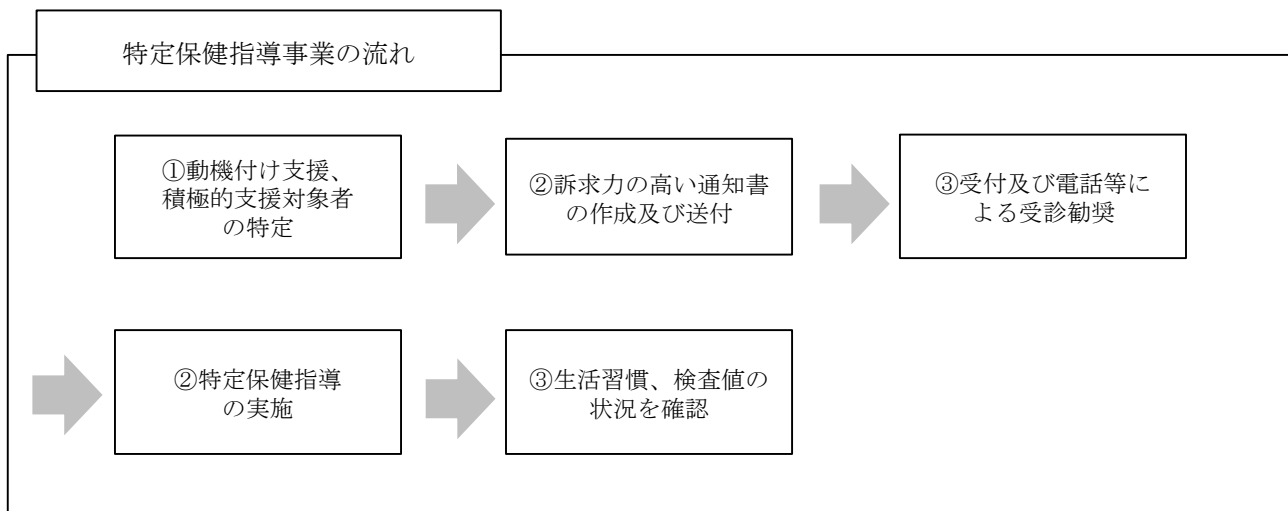 特定保健指導事業の流れ
①動機付け支援、
積極的支援対象者
の特定
②訴求力の高い通知書
の作成及び送付
③受付及び電話等に
よる受診勧奨
②特定保健指導
の実施
③生活習慣、検査値の
状況を確認